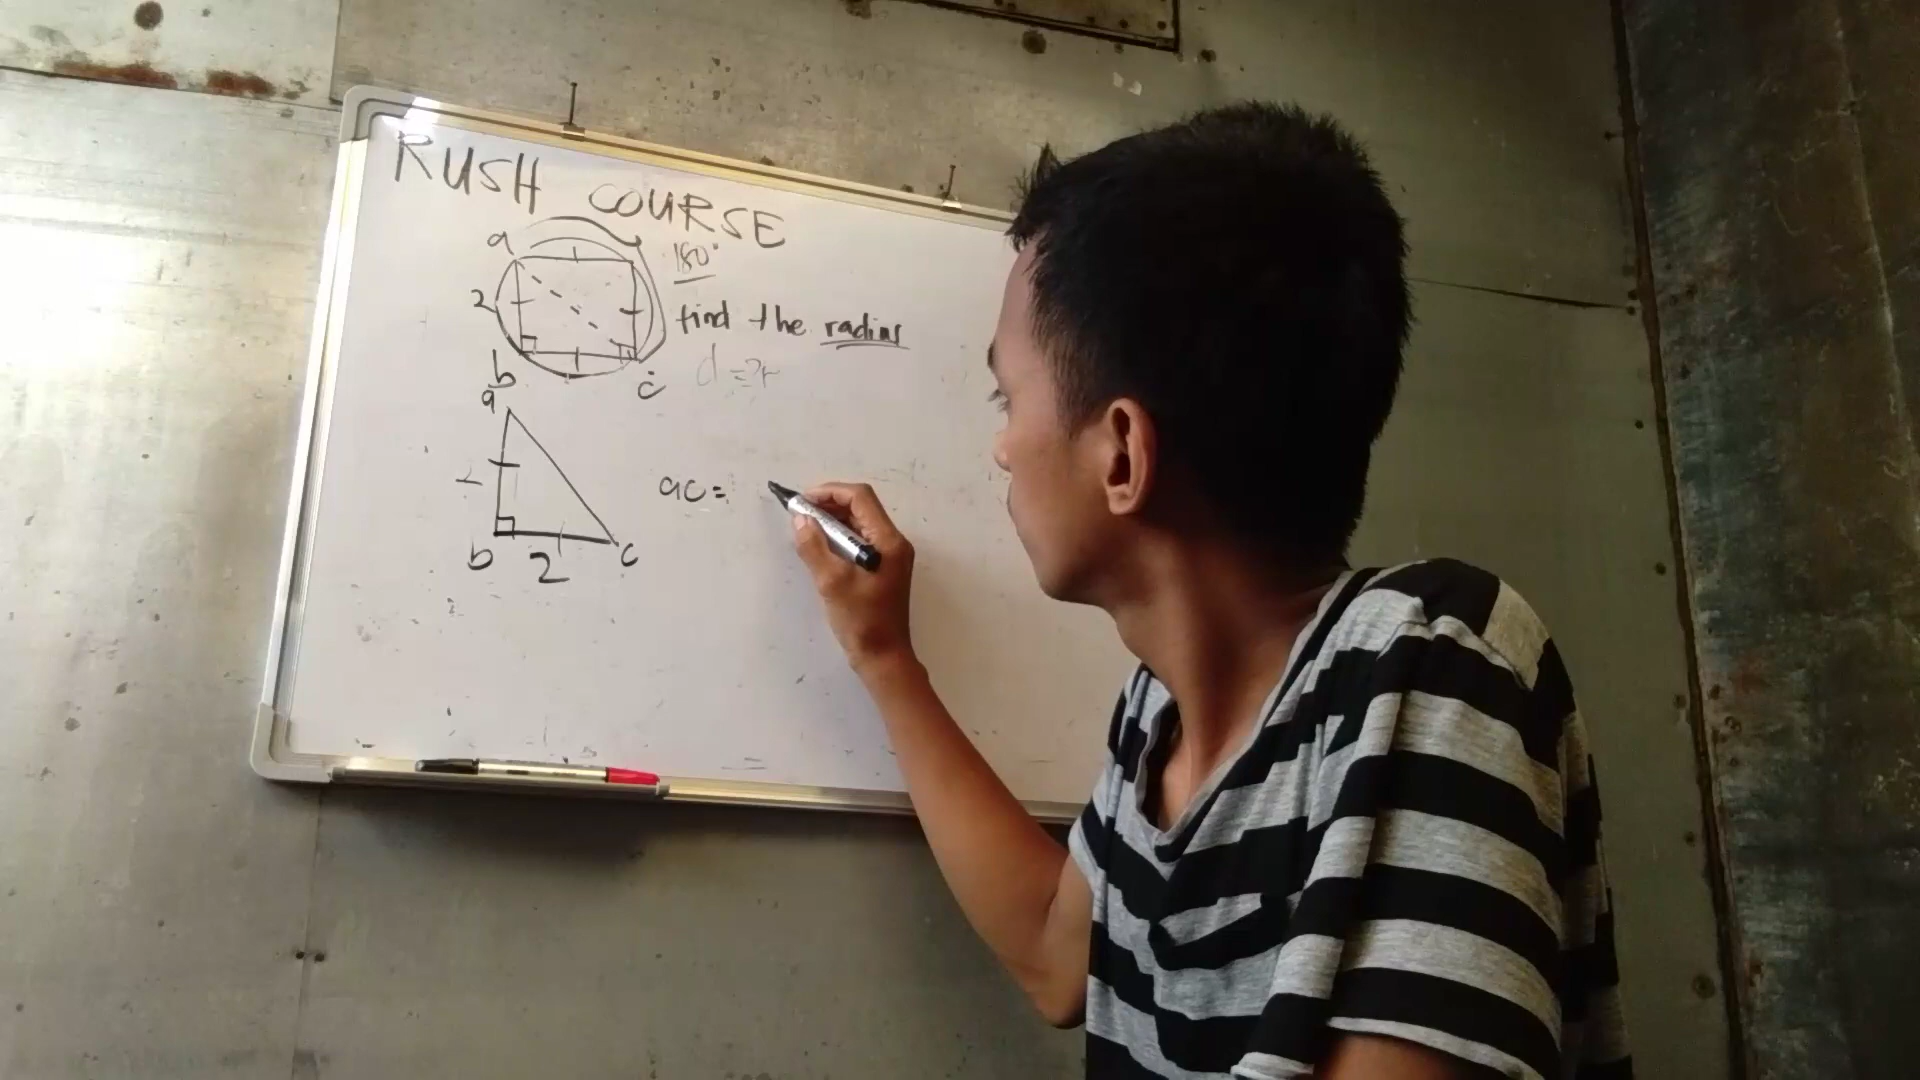 RUSH COURSE
a
180°
2
find the radius
b
c
d = 2r
a
2
ac =
b
2
c